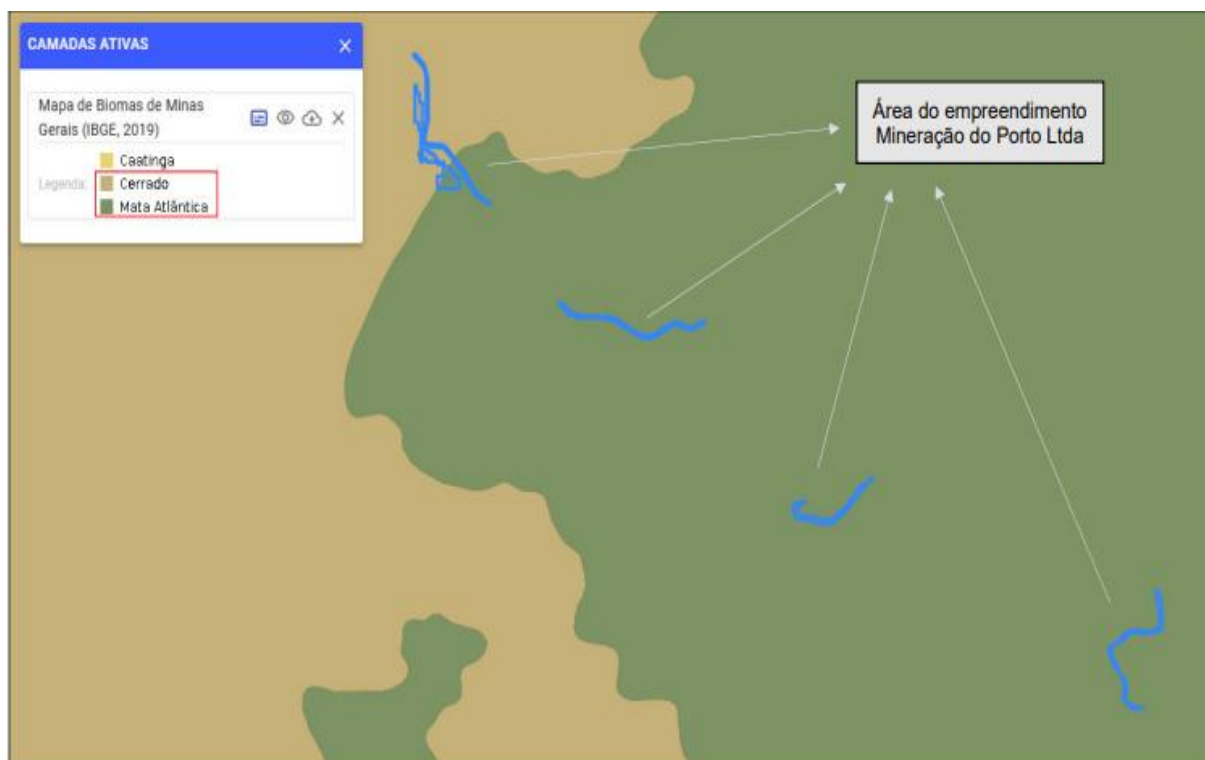 CAMADAS ATIVAS
Mapa de Biomas de Minas
Gerais (IBGE, 2019)
Legenda:
Caatinga
Cerrado
Mata Atlântica
Área do empreendimento
Mineração do Porto Ltda